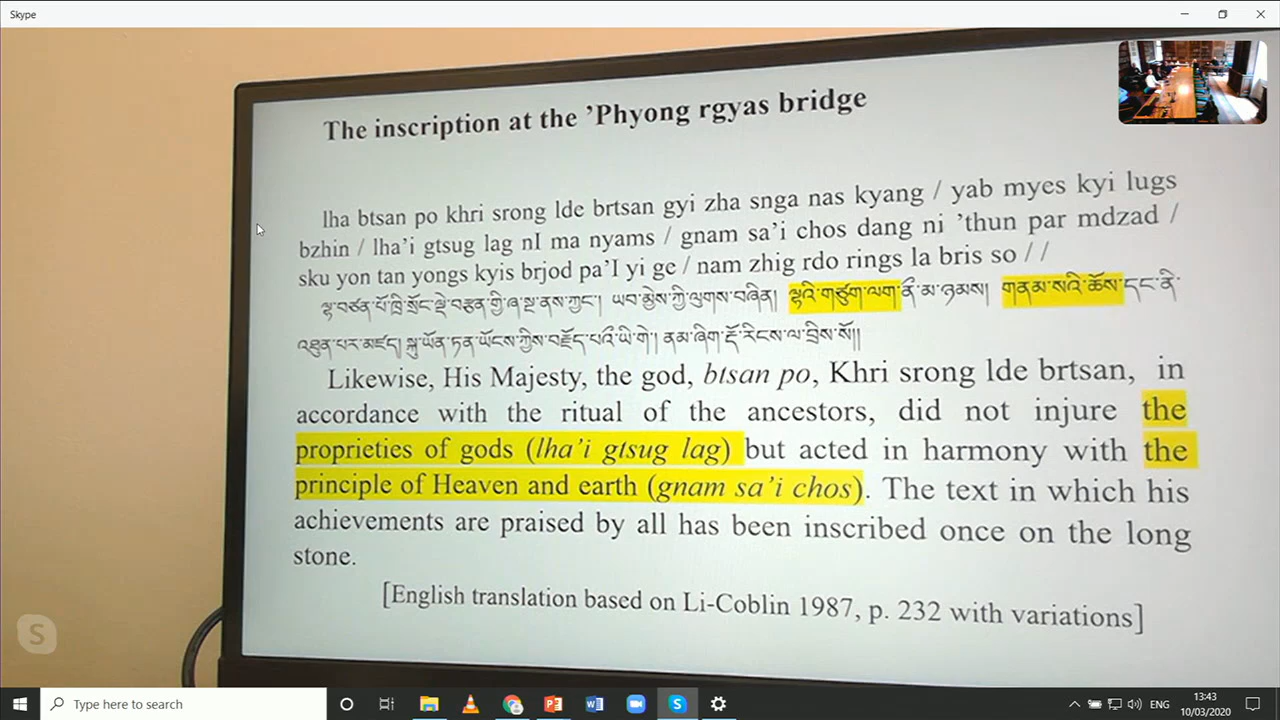 Skype
The inscription at the ’Phyong rgyas bridge
lha btsan po khri srong lde brtsan gyi zha snga nas kyang / yab myes kyi lugs
bzhin / lha’i gtsug lag nI ma nyams / gnam sa’i chos dang ni ’thun par mdzad /
sku yon tan yongs kyis brjod pa’I yi ge / nam zhig rdo rings la bris so / /
ལྷ་བཙན་པོ་ཁྲི་སྲོང་ལྡེ་བརྩན་གྱི་ཞ་སྔ་ནས་ཀྱང། ཡབ་མྱེས་ཀྱི་ལུགས་བཞིན། ལྷའི་གཙུག་ལག་ནི་མ་ཉམས། གནམ་སའི་ཆོས་དང་ནི་
འཐུན་པར་མཛད། སྐུ་ཡོན་ཏན་ཡོངས་ཀྱིས་བརྗོད་པའི་ཡི་གེ། ནམ་ཞིག་རྡོ་རིངས་ལ་བྲིས་སོ།།
Likewise, His Majesty, the god, btsan po, Khri srong lde brtsan, in
accordance with the ritual of the ancestors, did not injure the
proprieties of gods (lha’i gtsug lag) but acted in harmony with the
principle of Heaven and earth (gnam sa’i chos). The text in which his
achievements are praised by all has been inscribed once on the long
stone.
[English translation based on Li-Coblin 1987, p. 232 with variations]
S
Type here to search
ENG
13:43
10/03/2020